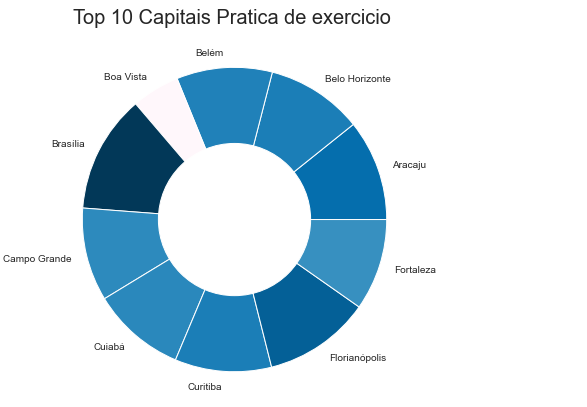 Top 10 Capitais Pratica de exercicio
Belém
Boa Vista
Belo Horizonte
Brasília
Aracaju
Campo Grande
Fortaleza
Cuiabá
Florianópolis
Curitiba